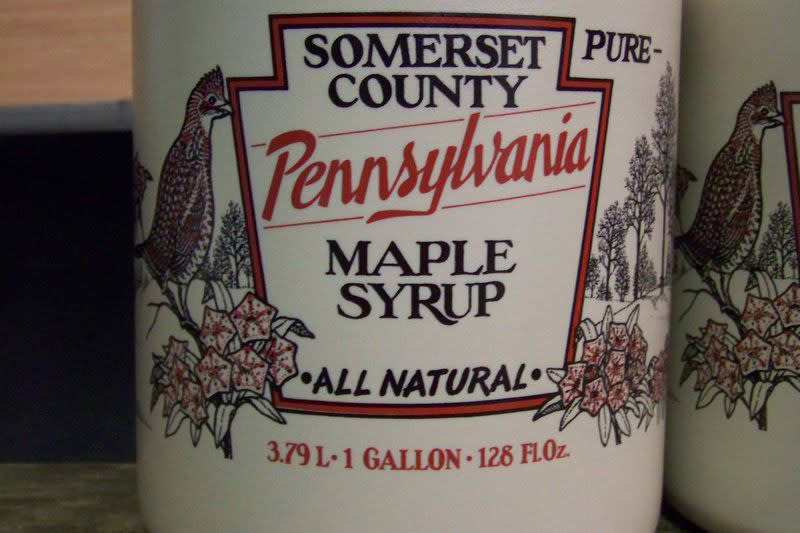 SOMERSET
COUNTY
PURE-
Pennsylvania
MAPLE
SYRUP
•ALL NATURAL•
3.79 L • 1 GALLON • 128 Fl.Oz.